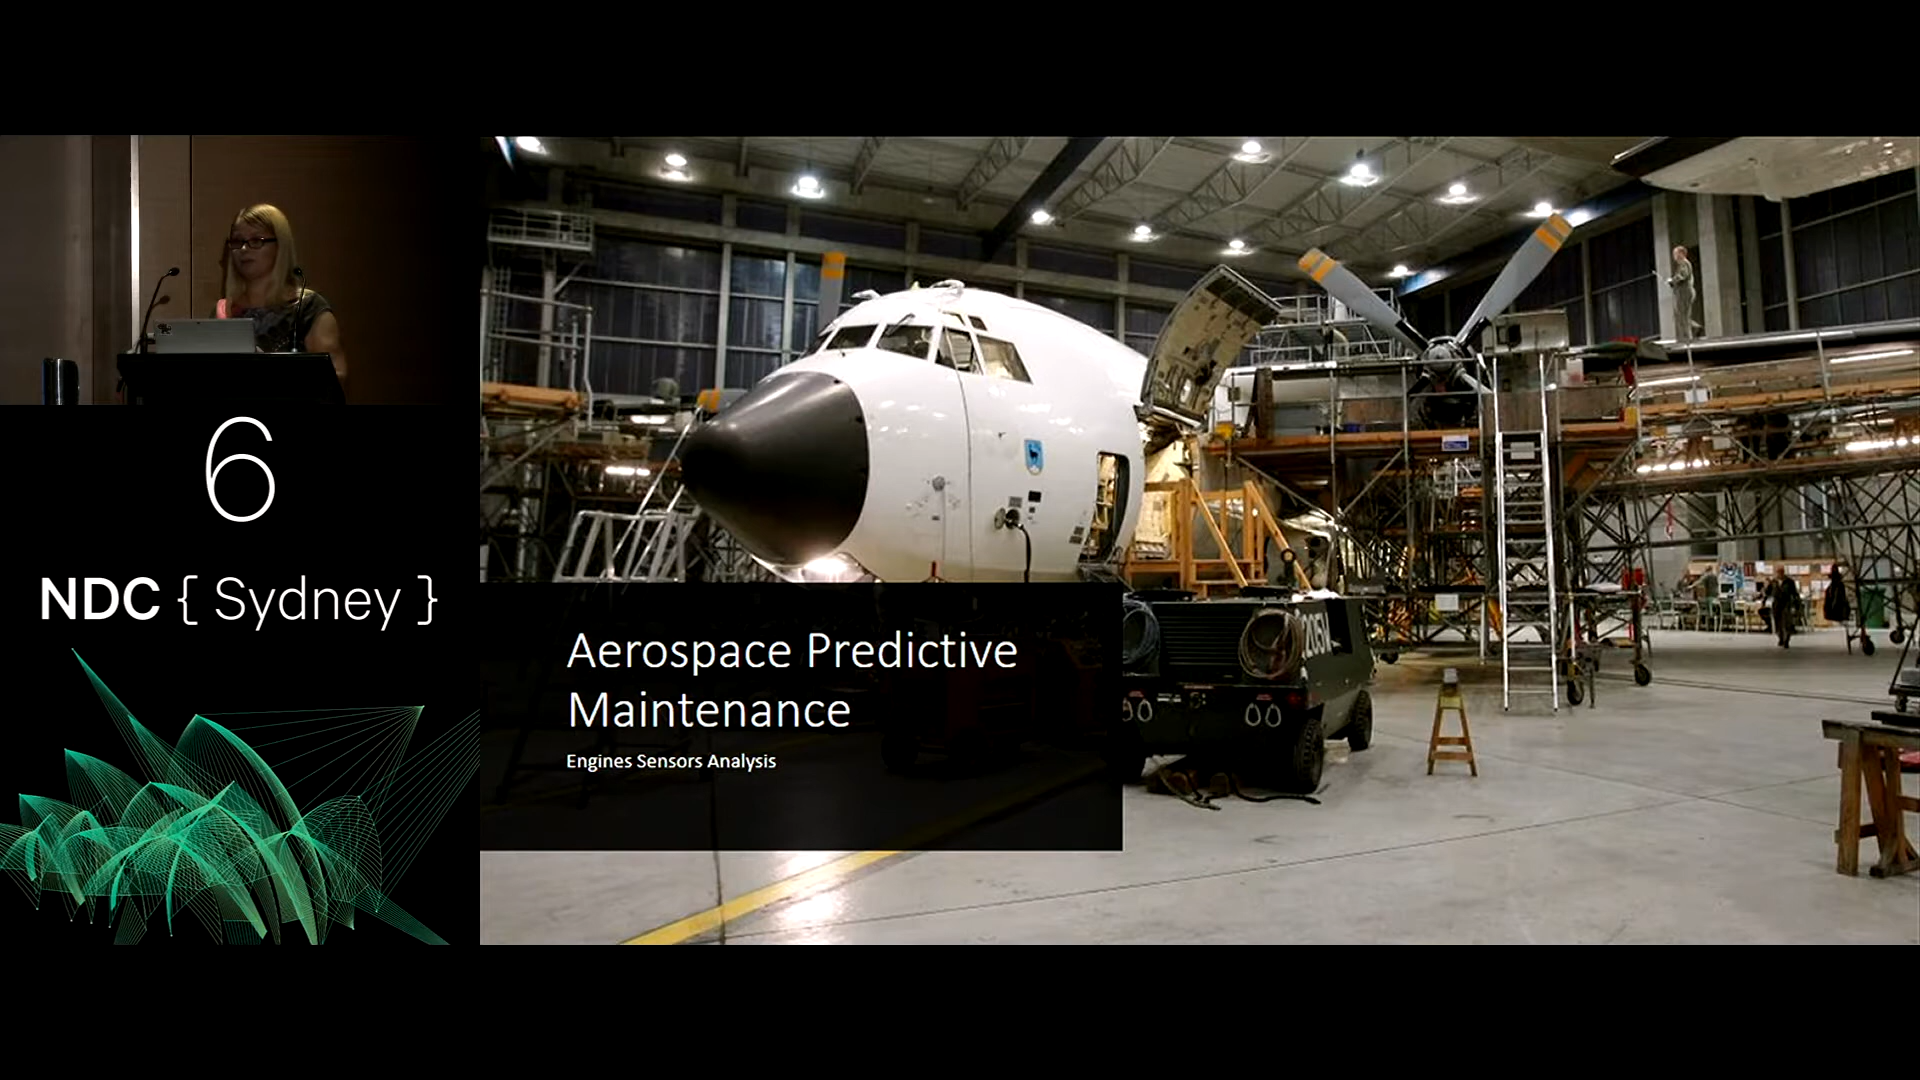 6
NDC { Sydney }
Aerospace Predictive
Maintenance
Engines Sensors Analysis